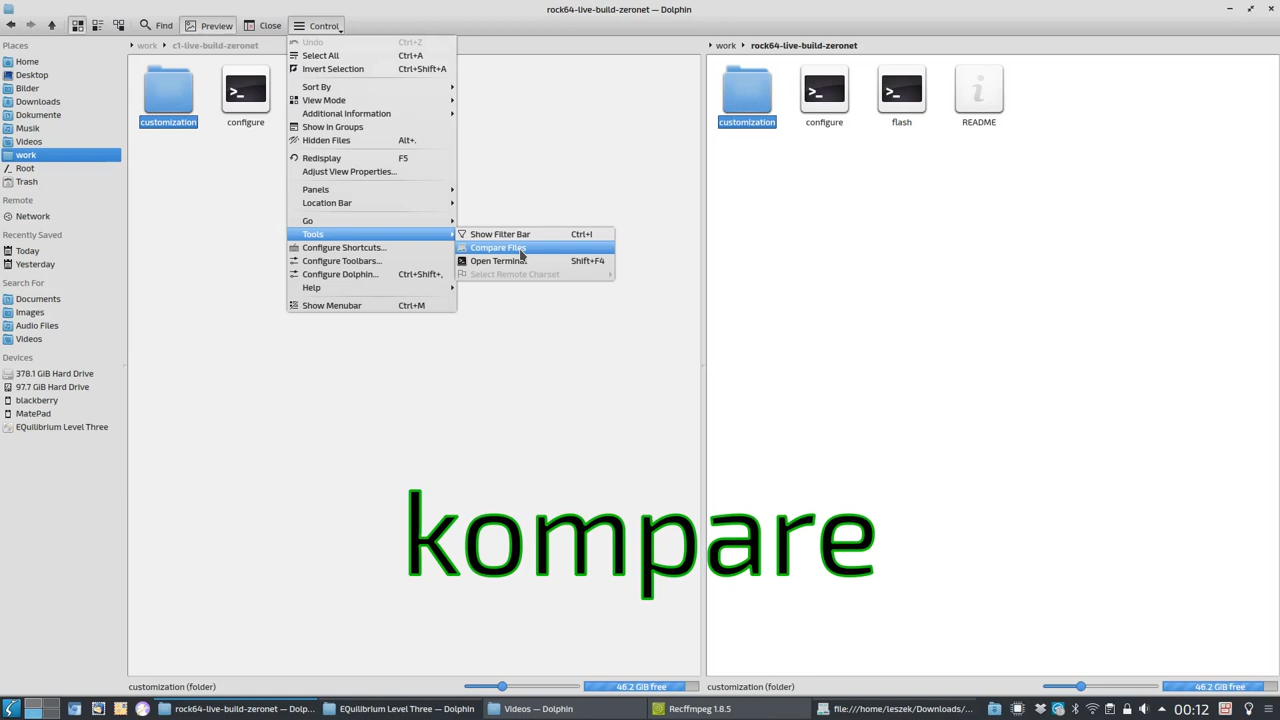 rock64-live-build-zeronet — Dolphin
Find
Preview
Close
Control
Places
Home
Desktop
Bilder
Downloads
Dokumente
Musik
Videos
work
Root
Trash
Remote
Network
Recently Saved
Today
Yesterday
Search For
Documents
Images
Audio Files
Videos
Devices
378.1 GiB Hard Drive
97.7 GiB Hard Drive
blackberry
MatePad
EQuilibrium Level Three
work c1-live-build-zeronet
customization
configure
Undo Ctrl+Z
Select All Ctrl+A
Invert Selection Ctrl+Shift+A
Sort By
View Mode
Additional Information
Show in Groups
Hidden Files Alt+.
Redisplay F5
Adjust View Properties...
Panels
Location Bar
Go
Tools
Configure Shortcuts...
Configure Toolbars...
Configure Dolphin... Ctrl+Shift+,
Help
Show Menubar Ctrl+M
Show Filter Bar Ctrl+I
Compare Files
Open Terminal Shift+F4
Select Remote Charset
work rock64-live-build-zeronet
customization
configure
flash
README
kompare
customization (folder)
46.2 GiB free
customization (folder)
46.2 GiB free
rock64-live-build-zeronet — Dolp...
EQuilibrium Level Three — Dolphin
Videos — Dolphin
Recffmpeg 1.8.5
file:///home/leszek/Downloads/...
00:12